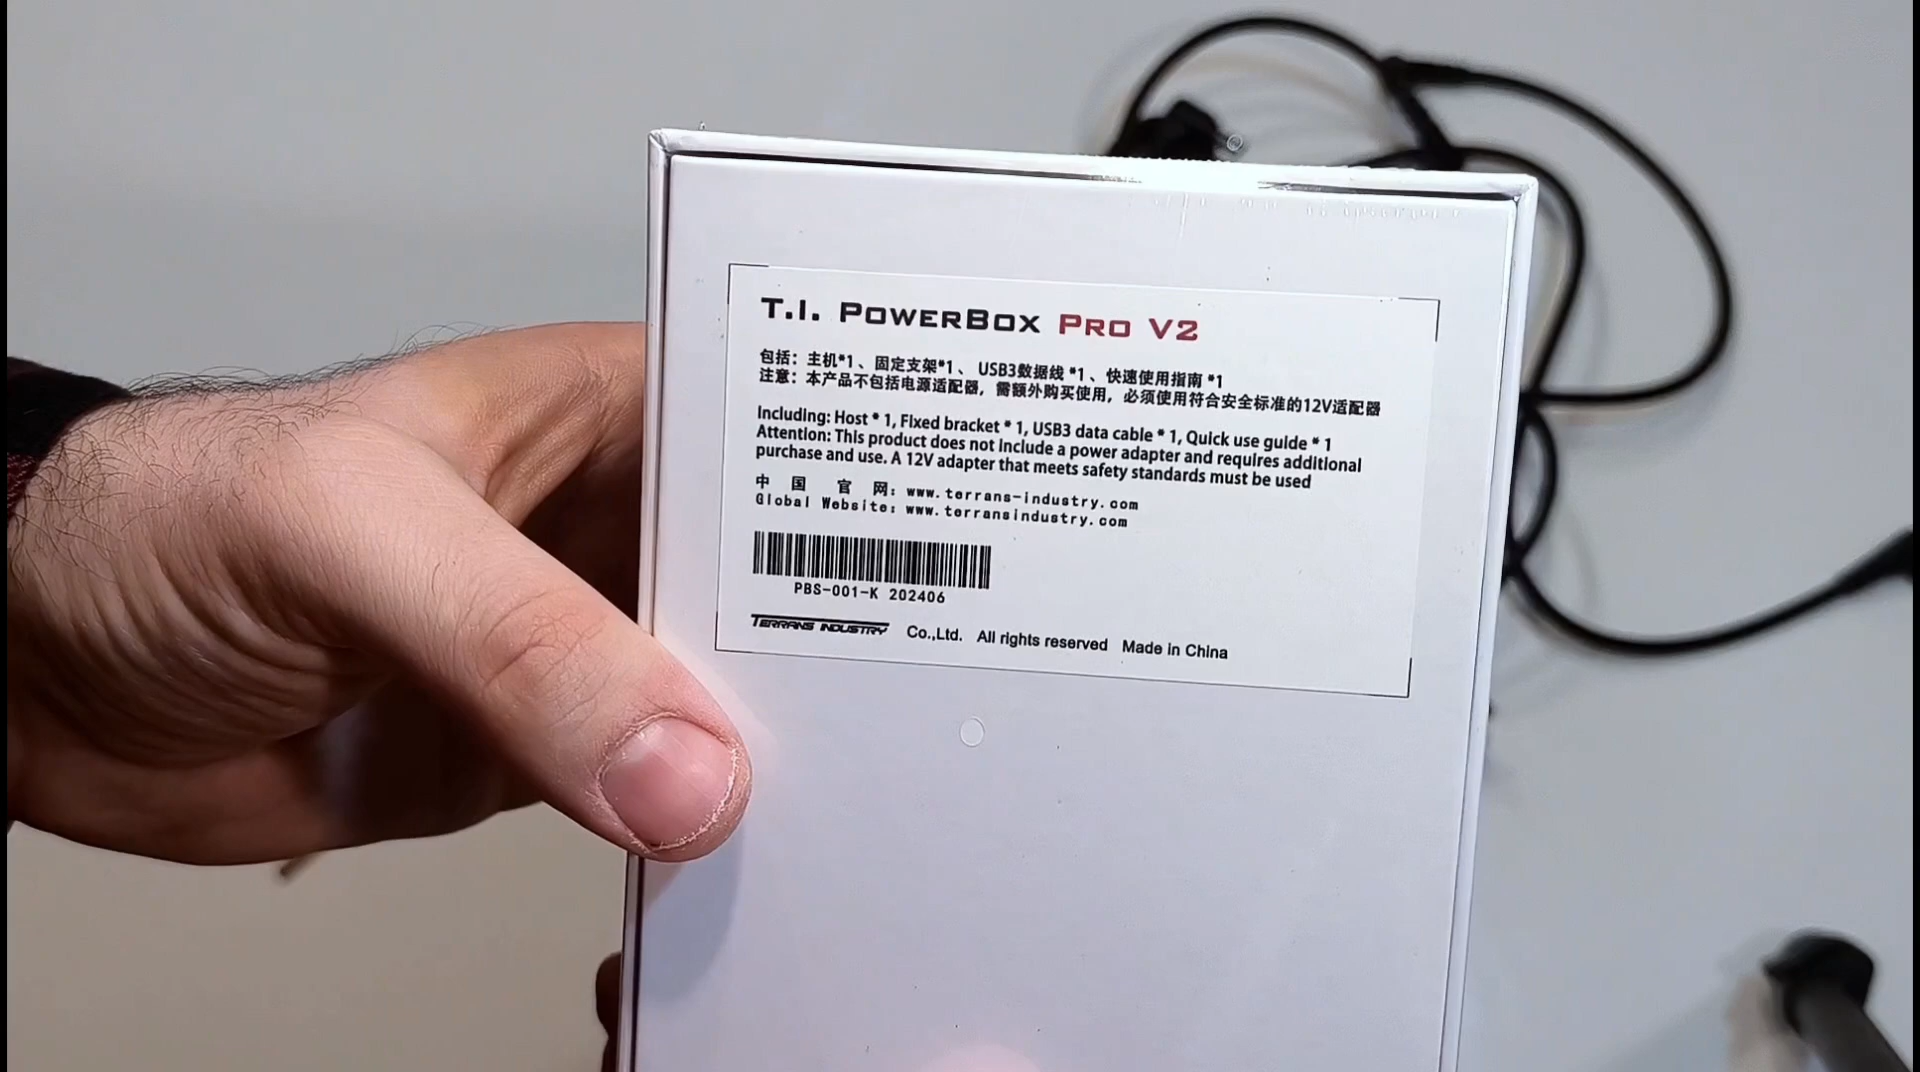 T.I. PowerBox Pro V2
包括：主机*1、固定支架*1、 USB3数据线 *1、快速使用指南 *1
注意：本产品不包括电源适配器，需额外购买使用，必须使用符合安全标准的12V适配器
Including: Host * 1, Fixed bracket * 1, USB3 data cable * 1, Quick use guide * 1
Attention: This product does not include a power adapter and requires additional
purchase and use. A 12V adapter that meets safety standards must be used
中 国 官 网: www.terrans-industry.com
Global Website: www.terransindustry.com
PBS-001-K 202406
TERRANS INDUSTRY Co.,Ltd. All rights reserved Made in China